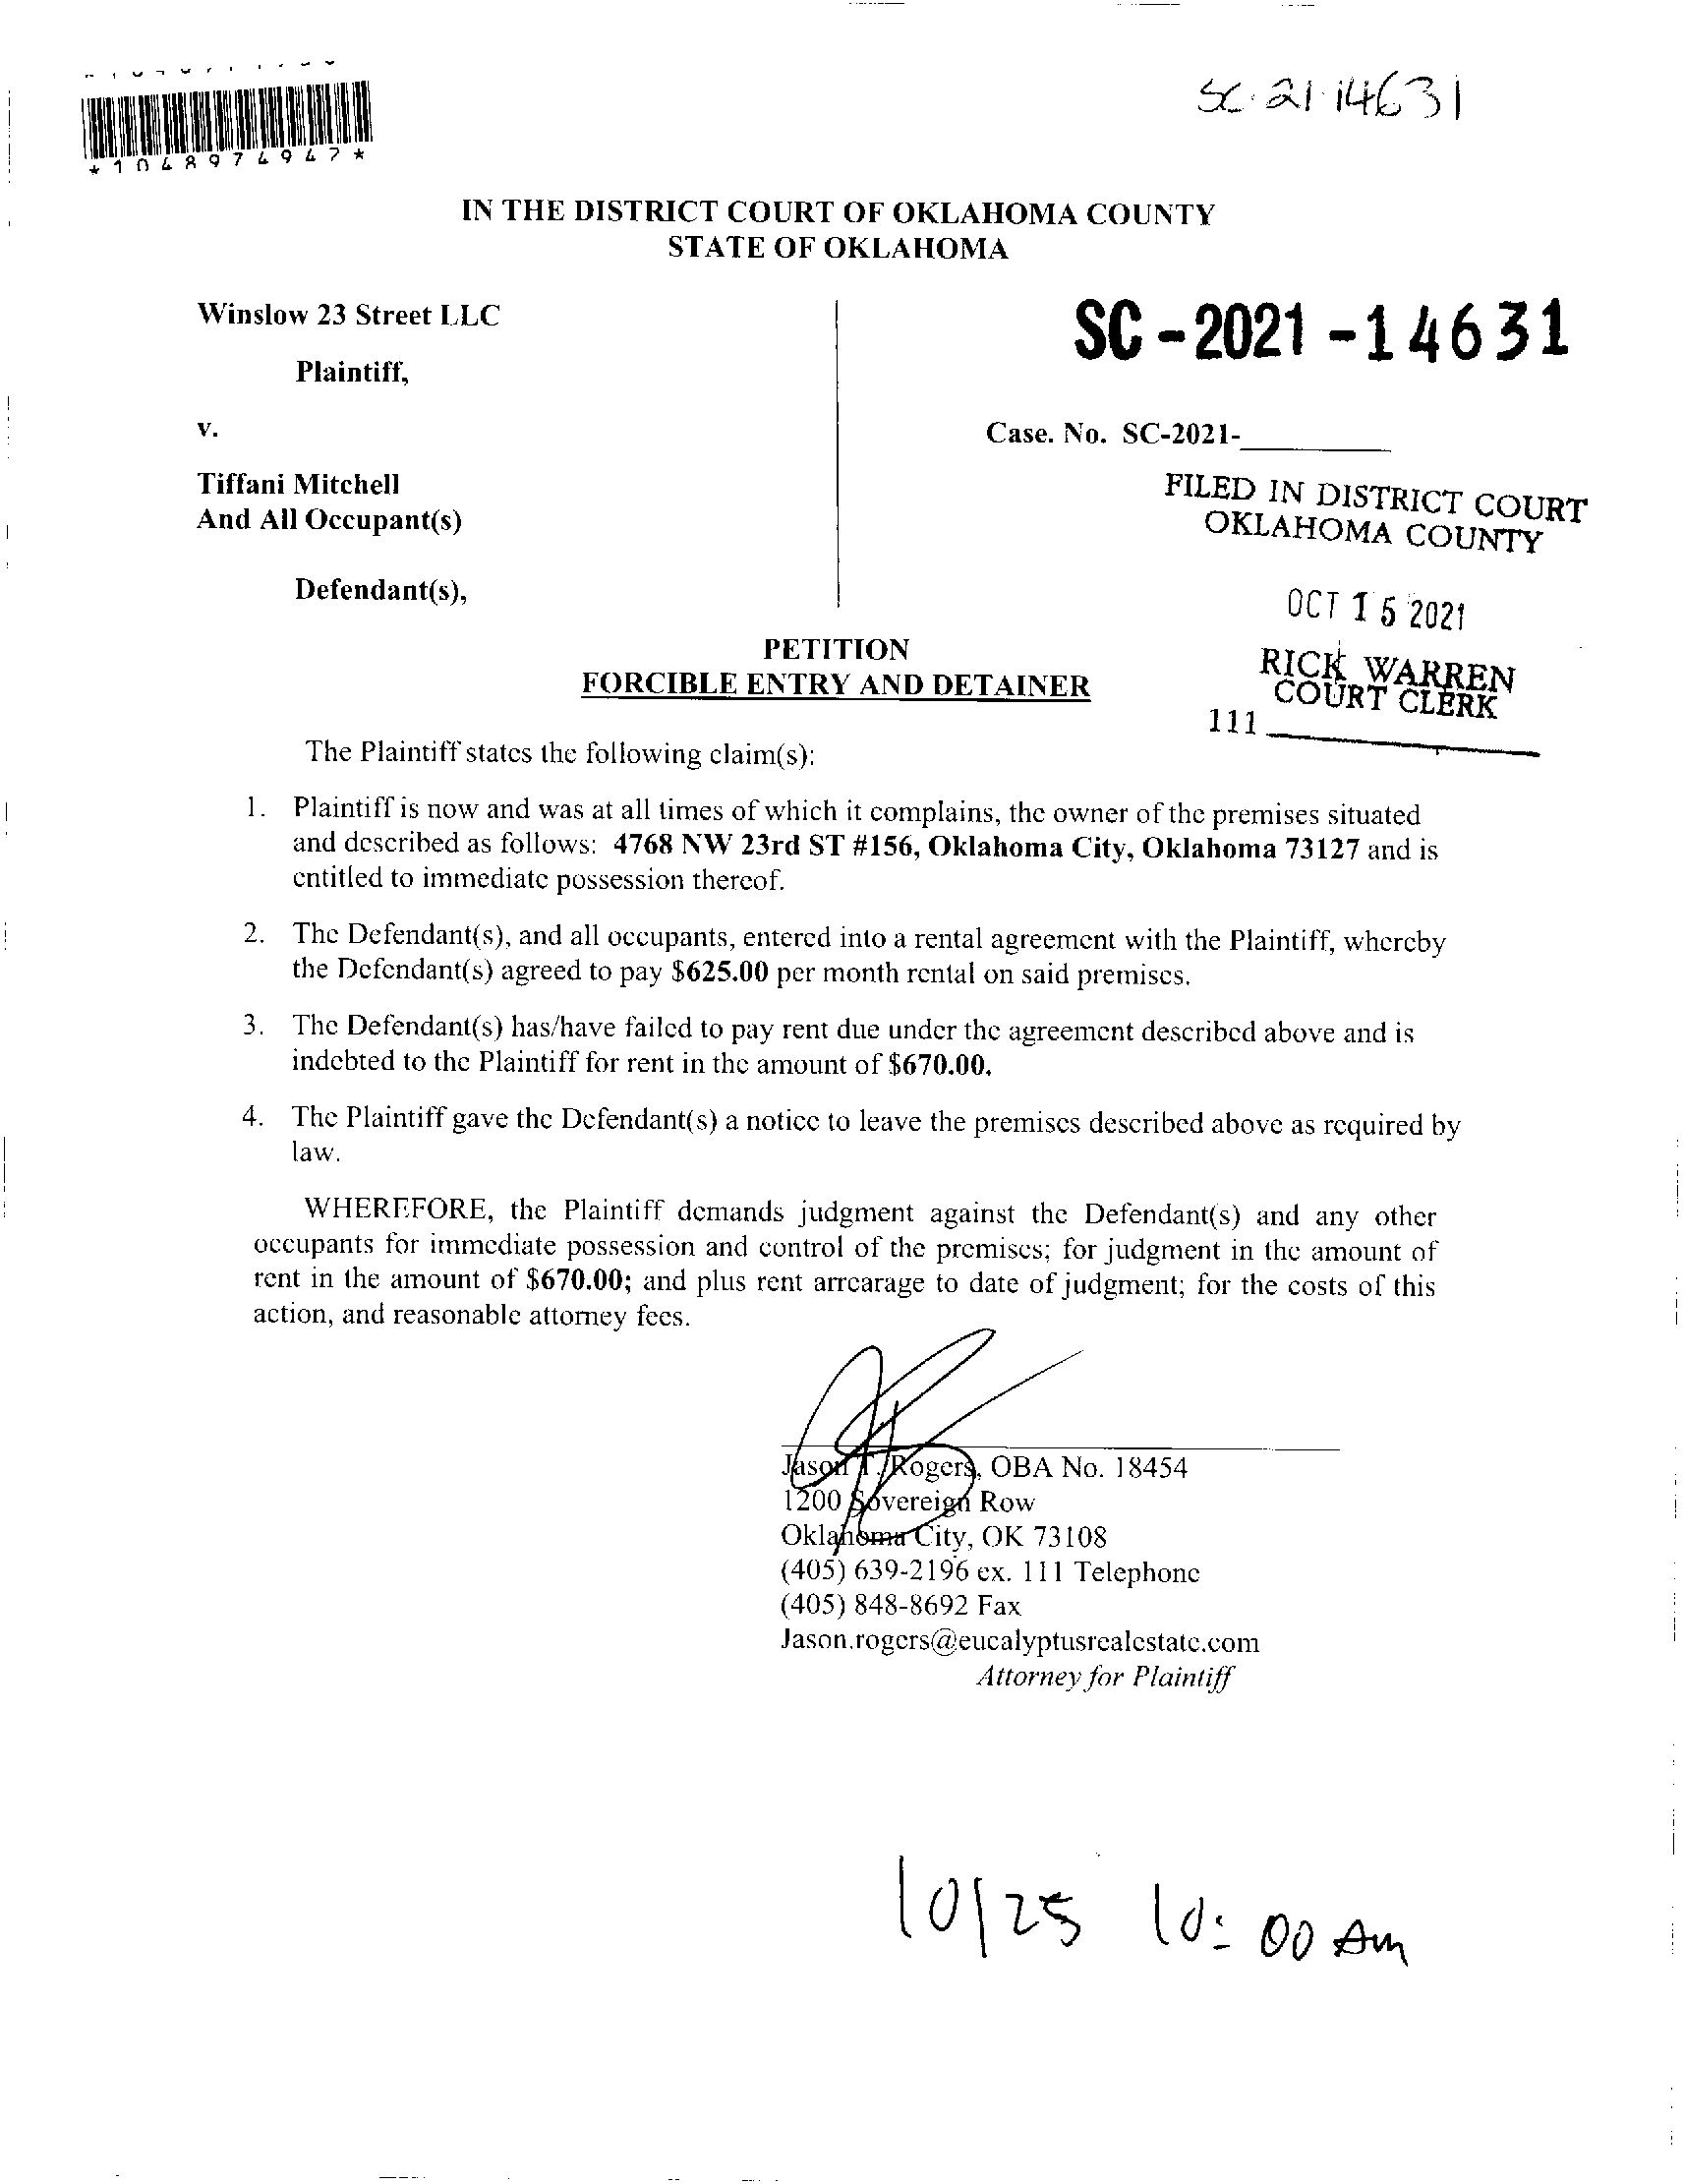 SC-21-14631
*1048974947*
IN THE DISTRICT COURT OF OKLAHOMA COUNTY
STATE OF OKLAHOMA
Winslow 23 Street LLC
SC-2021-14631
Plaintiff,
v.
Case. No. SC-2021-________
Tiffani Mitchell
And All Occupant(s)
FILED IN DISTRICT COURT
OKLAHOMA COUNTY
Defendant(s),
OCT 15 2021
PETITION
FORCIBLE ENTRY AND DETAINER
RICK WARREN
COURT CLERK
111
The Plaintiff states the following claim(s):
1. Plaintiff is now and was at all times of which it complains, the owner of the premises situated
and described as follows: 4768 NW 23rd ST #156, Oklahoma City, Oklahoma 73127 and is
entitled to immediate possession thereof.
2. The Defendant(s), and all occupants, entered into a rental agreement with the Plaintiff, whereby
the Defendant(s) agreed to pay $625.00 per month rental on said premises.
3. The Defendant(s) has/have failed to pay rent due under the agreement described above and is
indebted to the Plaintiff for rent in the amount of $670.00.
4. The Plaintiff gave the Defendant(s) a notice to leave the premises described above as required by
law.
WHEREFORE, the Plaintiff demands judgment against the Defendant(s) and any other
occupants for immediate possession and control of the premises; for judgment in the amount of
rent in the amount of $670.00; and plus rent arrearage to date of judgment; for the costs of this
action, and reasonable attorney fees.
Jason T. Rogers, OBA No. 18454
1200 Sovereign Row
Oklahoma City, OK 73108
(405) 639-2196 ex. 111 Telephone
(405) 848-8692 Fax
Jason.rogers@eucalyptusrealestate.com
Attorney for Plaintiff
10/25 10:00 Am